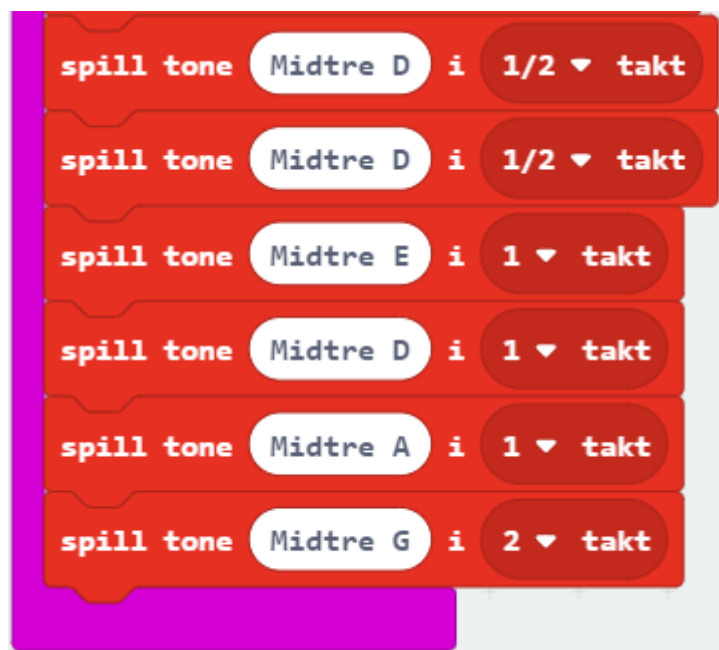 spill tone Midtre D i 1/2 takt
spill tone Midtre D i 1/2 takt
spill tone Midtre E i 1 takt
spill tone Midtre D i 1 takt
spill tone Midtre A i 1 takt
spill tone Midtre G i 2 takt